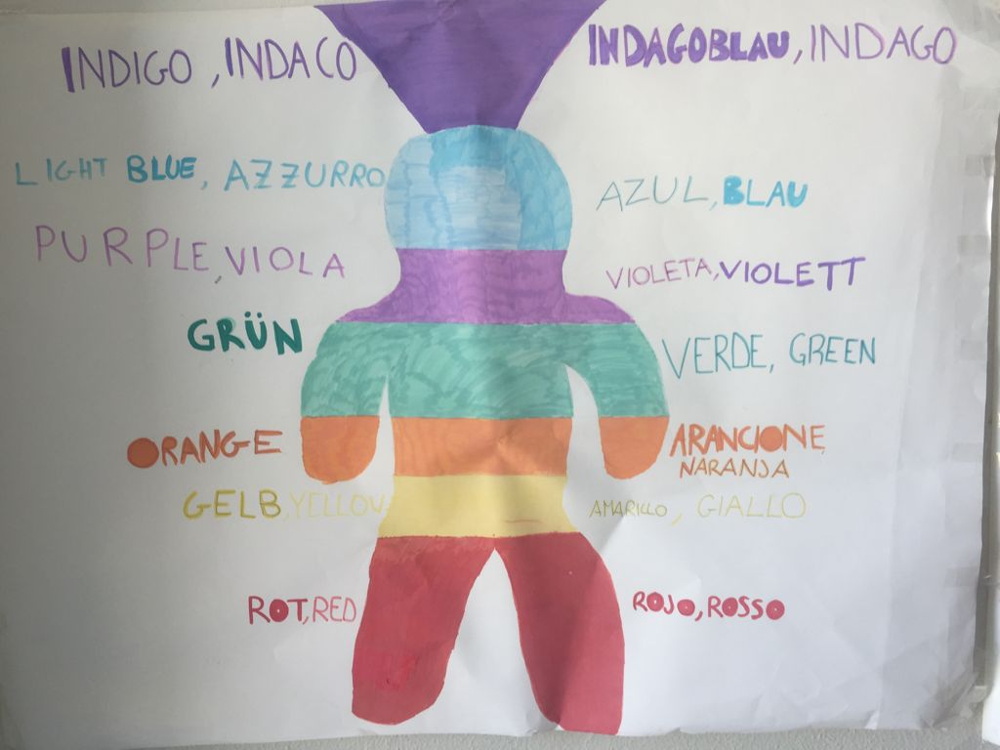 INDIGO, INDACO
INDAGOBLAU, INDAGO
LIGHT BLUE, AZZURRO
AZUL, BLAU
PURPLE, VIOLA
VIOLETA, VIOLETT
GRÜN
VERDE, GREEN
ORANGE
ARANCIONE
NARANJA
GELB, YELLOW
AMARILLO, GIALLO
ROT, RED
ROJO, ROSSO